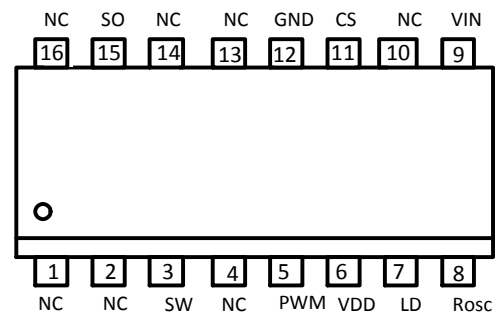 NC SO NC NC GND CS NC VIN
16 15 14 13 12 11 10 9
1 2 3 4 5 6 7 8
NC NC SW NC PWM VDD LD Rosc